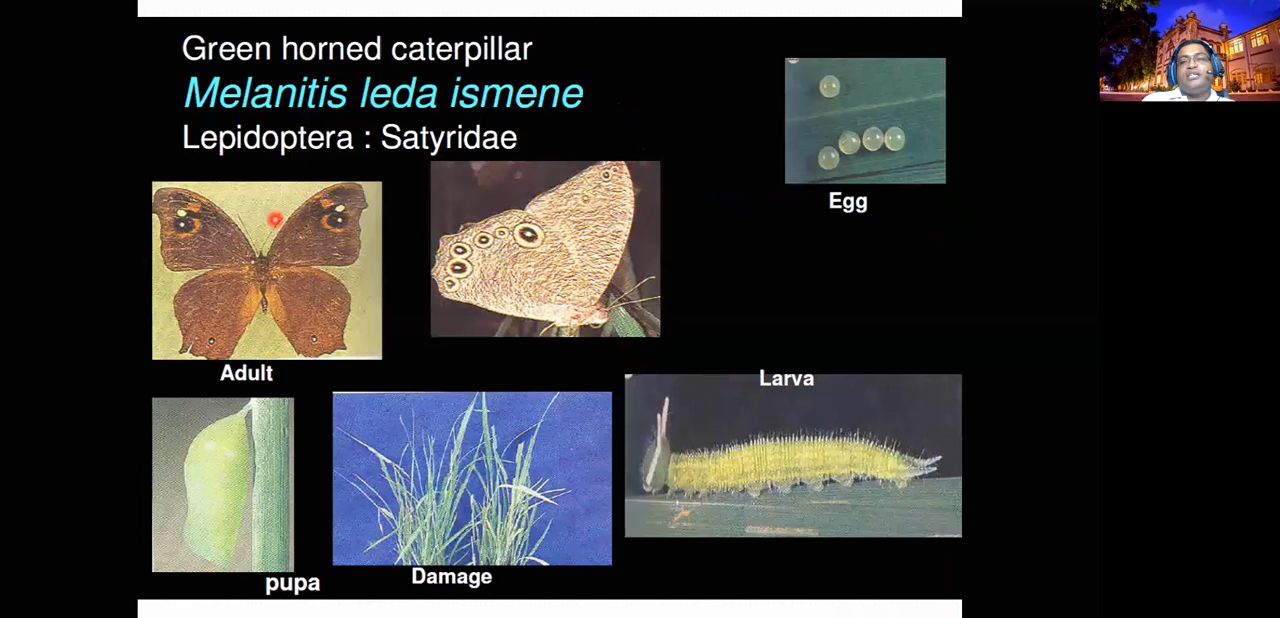 Green horned caterpillar
Melanitis leda ismene
Lepidoptera : Satyridae
Egg
Adult
Larva
pupa
Damage